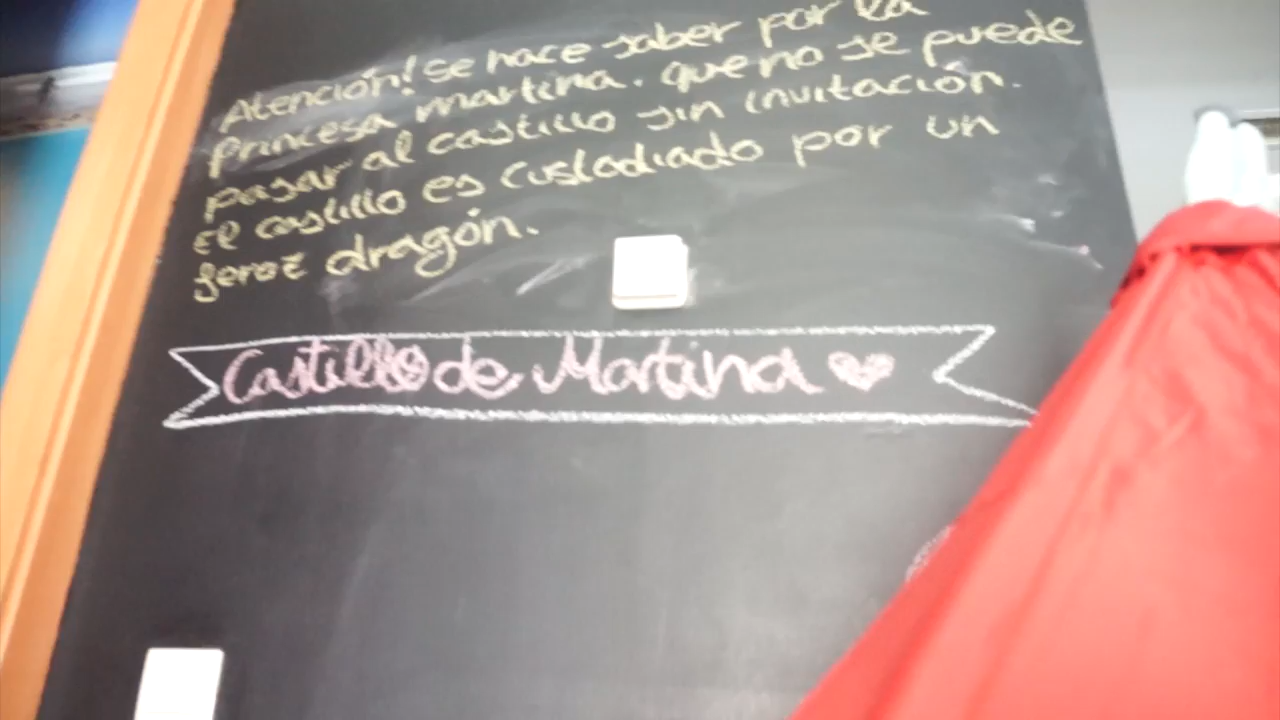 Atención! se hace saber por la
princesa martina. que no se puede
pasar al castillo sin invitación.
El castillo es custodiado por un
feroz dragón.
Castillo de Martina